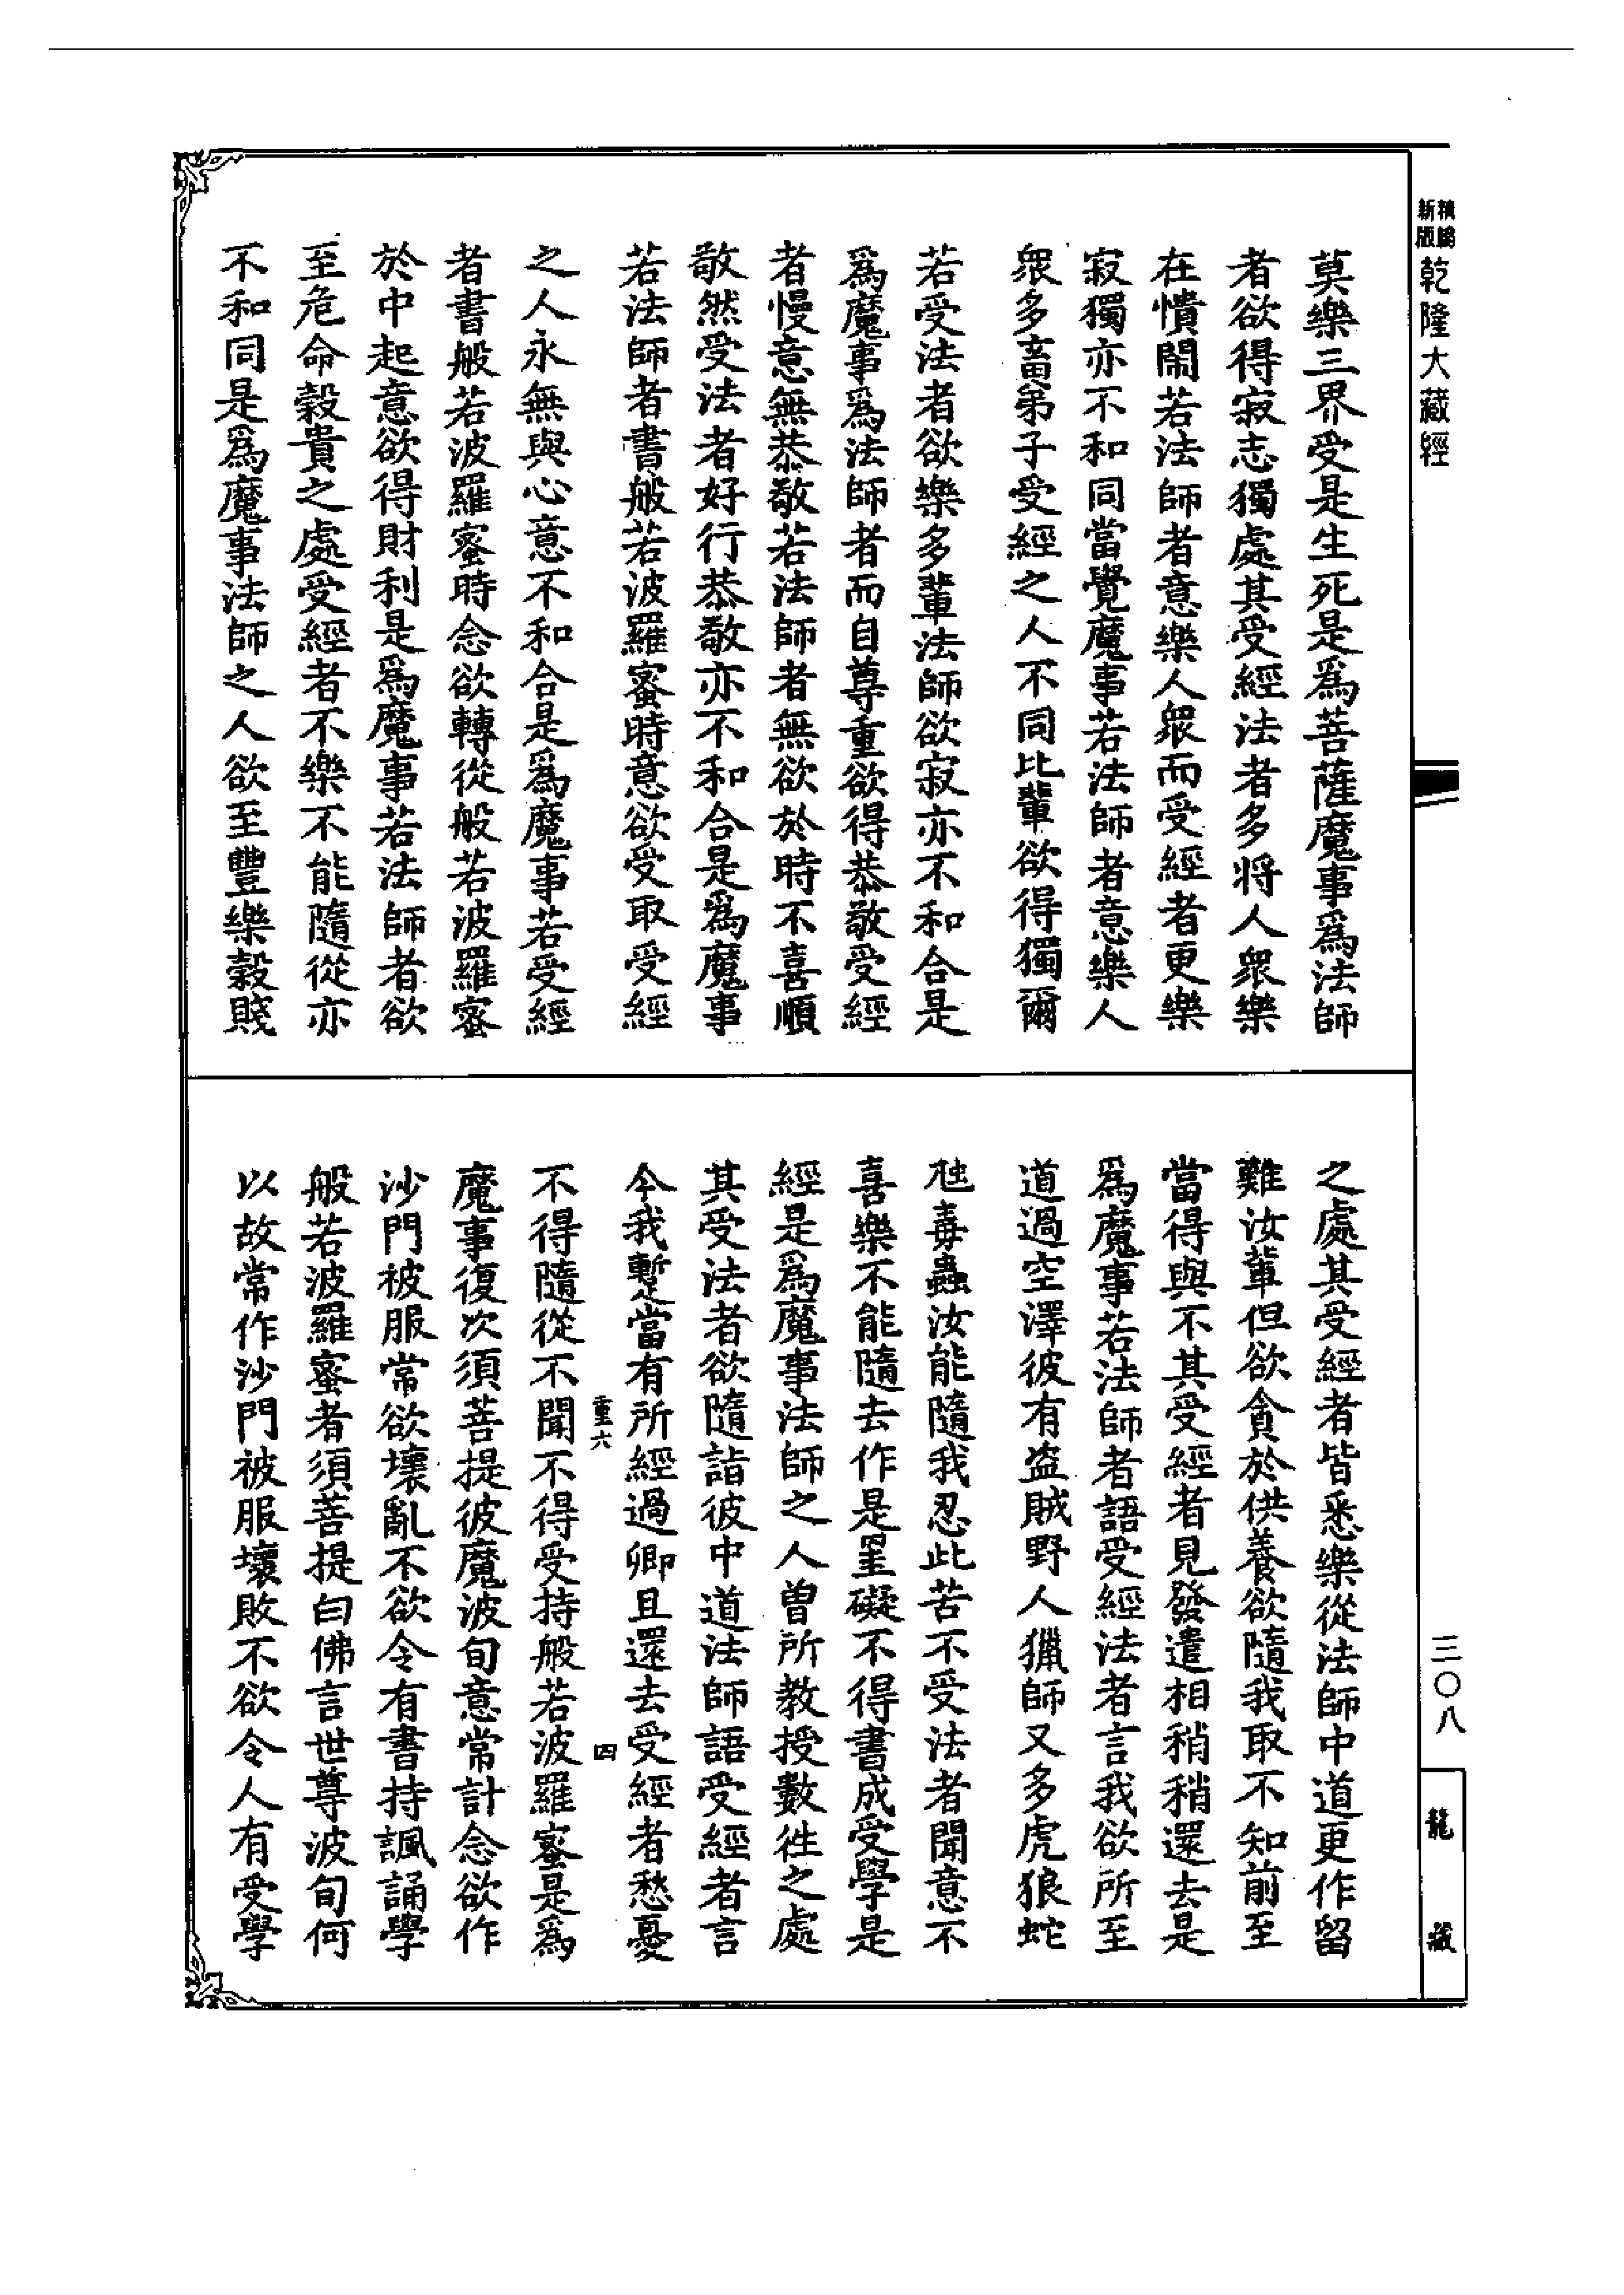 精編
新版
乾隆大藏經
莫樂三界受是生死是爲菩薩魔事爲法師
者欲得寂志獨處其受經法者多將人衆樂
在憒閙若法師者意樂人衆而受經者更樂
寂獨亦不和同當覺魔事若法師者意樂人
衆多畜弟子受經之人不同比輩欲得獨爾
若受法者欲樂多輩法師欲寂亦不和合是
爲魔事爲法師者而自尊重欲得恭敬受經
者慢意無恭敬若法師者無欲於時不喜順
敬然受法者好行恭敬亦不和合是爲魔事
若法師者書般若波羅蜜時意欲受取受經
之人永無與心意不和合是爲魔事若受經
者書般若波羅蜜時念欲轉從般若波羅蜜
於中起意欲得財利是爲魔事若法師者欲
至危命穀貴之處受經者不樂不能隨從亦
不和同是爲魔事法師之人欲至豐樂穀賤
之處其受經者皆悉樂從法師中道更作留
難汝輩但欲貪於供養欲隨我取不知前至
當得與不其受經者見發遣相稍稍還去是
爲魔事若法師者語受經法者言我欲所至
道過空澤彼有盜賊野人獵師又多虎狼蛇
虺毒蟲汝能隨我忍此苦不受法者聞意不
喜樂不能隨去作是罣礙不得書成受學是
經是爲魔事法師之人曽所教授數徃之處
其受法者欲隨詣彼中道法師語受經者言
今我暫當有所經過卿且還去受經者愁憂
重六
四
不得隨從不聞不得受持般若波羅蜜是爲
魔事復次須菩提彼魔波旬意常計念欲作
沙門被服常欲壞亂不欲令有書持諷誦學
般若波羅蜜者須菩提白佛言世尊波旬何
以故常作沙門被服壞敗不欲令人有受學
三〇八
龍藏